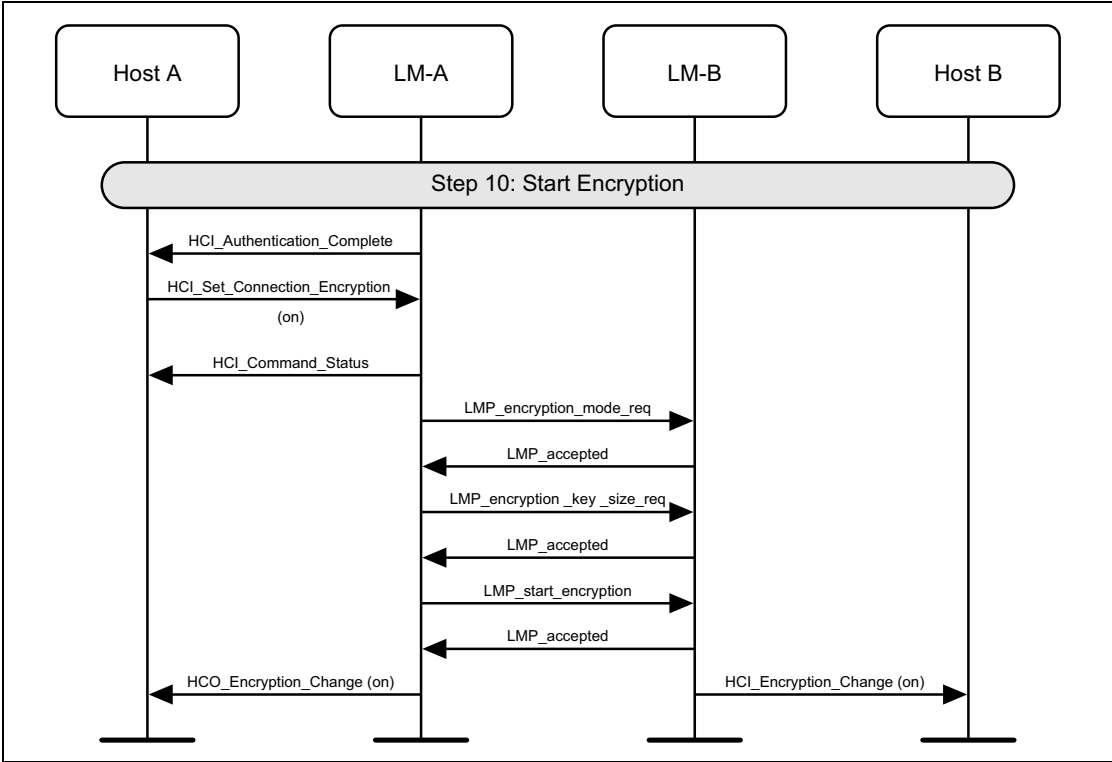 Host A
LM-A
LM-B
Host B
Step 10: Start Encryption
HCI_Authentication_Complete
HCI_Set_Connection_Encryption
(on)
HCI_Command_Status
LMP_encryption_mode_req
LMP_accepted
LMP_encryption _key _size_req
LMP_accepted
LMP_start_encryption
LMP_accepted
HCO_Encryption_Change (on)
HCI_Encryption_Change (on)